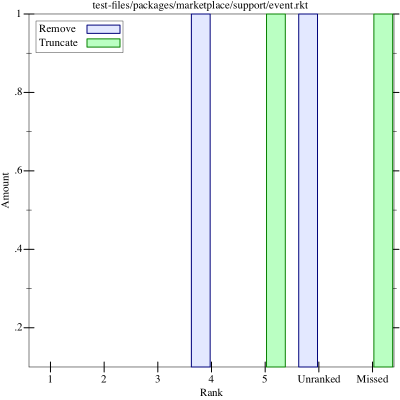 test-files/packages/marketplace/support/event.rkt
Remove
Truncate
1
.8
.6
.4
.2
Amount
1 2 3 4 5 Unranked Missed
Rank